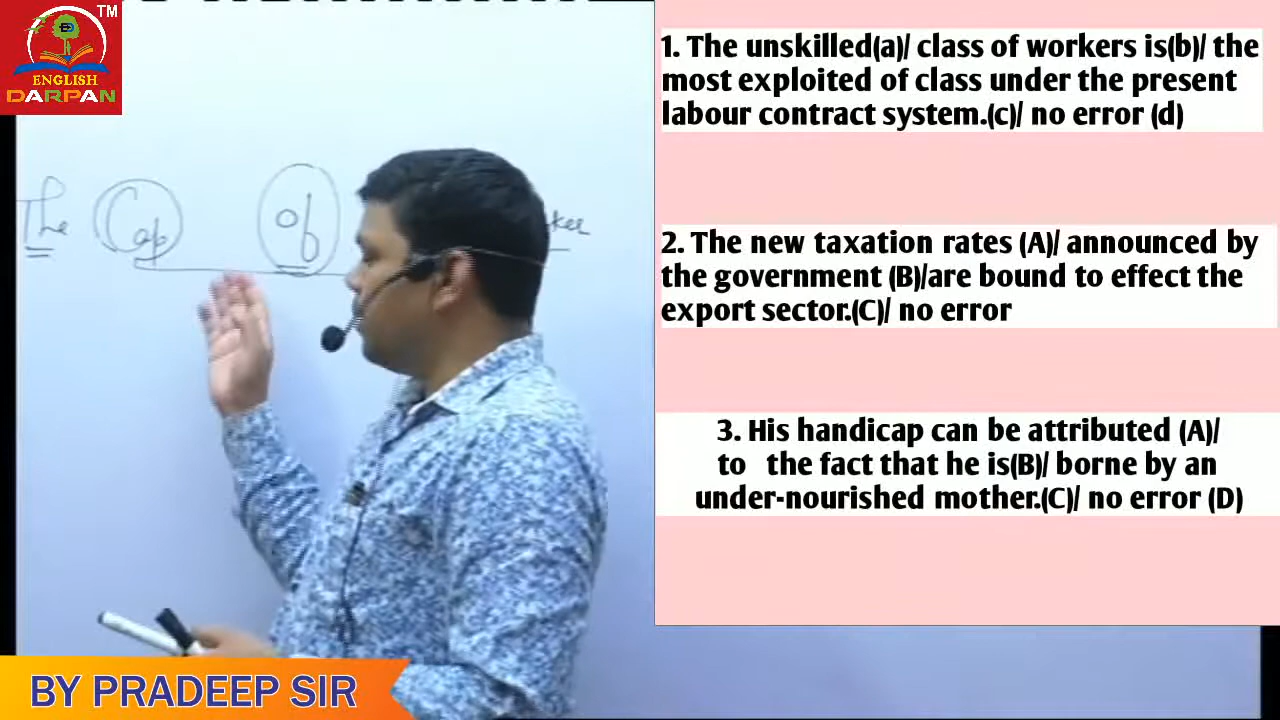 TM
ENGLISH
DARPAN
The Cap of
1. The unskilled(a)/ class of workers is(b)/ the
most exploited of class under the present
labour contract system.(c)/ no error (d)
2. The new taxation rates (A)/ announced by
the government (B)/are bound to effect the
export sector.(C)/ no error
3. His handicap can be attributed (A)/
to the fact that he is(B)/ borne by an
under-nourished mother.(C)/ no error (D)
BY PRADEEP SIR